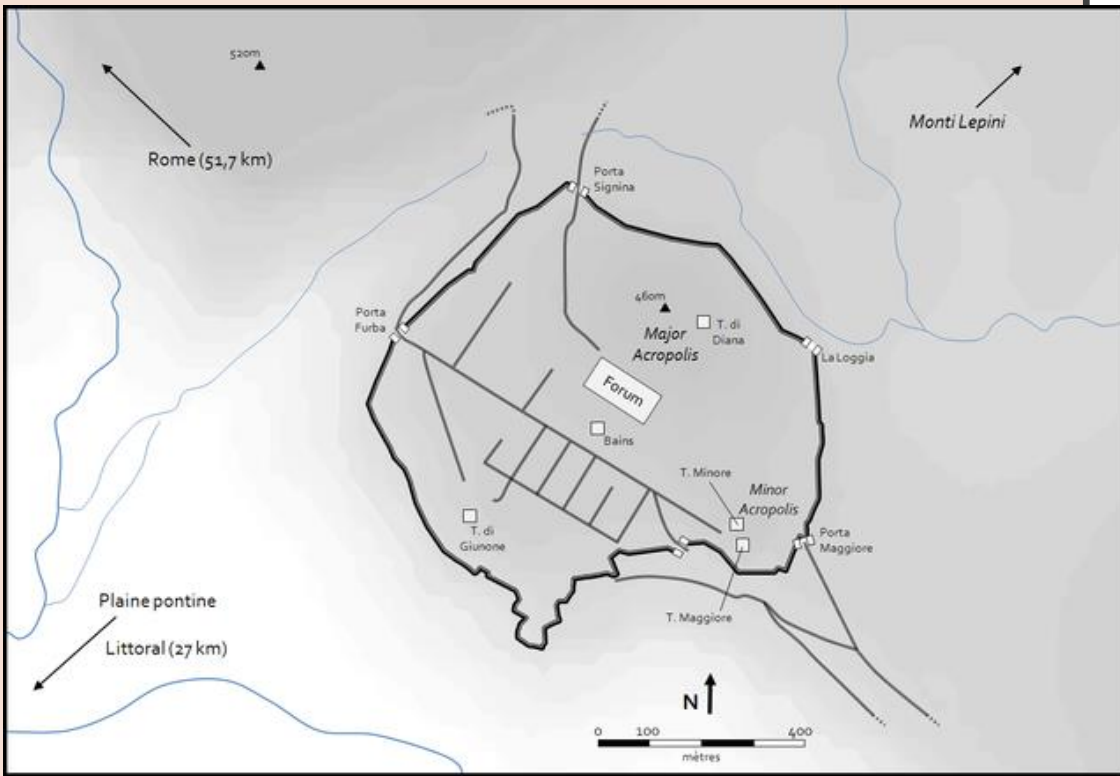 520m
Rome (51,7 km)
Monti Lepini
Porta
Signina
Porta
Furba
460m
Major
Acropolis
T. di
Diana
La Loggia
Forum
Bains
T. Minore
Minor
Acropolis
T. di
Giunone
Porta
Maggiore
T. Maggiore
Plaine pontine
Littoral (27 km)
N
0 100 400
mètres